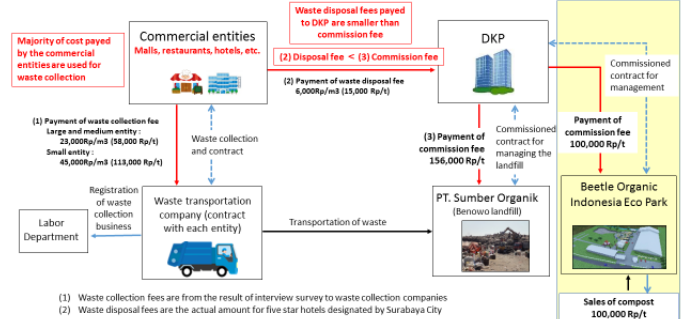 Waste disposal fees payed
to DKP are smaller than
commission fee
Majority of cost payed
by the commercial
entities are used for
waste collection
Commercial entities
Malls, restaurants, hotels, etc.
(2) Disposal fee < (3) Commission fee
(2) Payment of waste disposal fee
6,000Rp/m3 (15,000 Rp/t)
DKP
Commissioned
contract for
management
(1) Payment of waste collection fee
Large and medium entity :
23,000Rp/m3 (58,000 Rp/t)
Small entity :
45,000Rp/m3 (113,000 Rp/t)
Waste collection
and contract
(3) Payment of
commission fee
156,000 Rp/t
Commissioned
contract for
managing the
landfill
Payment of
commission fee
100,000 Rp/t
Registration
of waste
collection
business
Labor
Department
Waste transportation
company (contract
with each entity)
Transportation of waste
PT. Sumber Organik
(Benowo landfill)
Beetle Organic
Indonesia Eco Park
Sales of compost
100,000 Rp/t
(1) Waste collection fees are from the result of interview survey to waste collection companies
(2) Waste disposal fees are the actual amount for five star hotels designated by Surabaya City